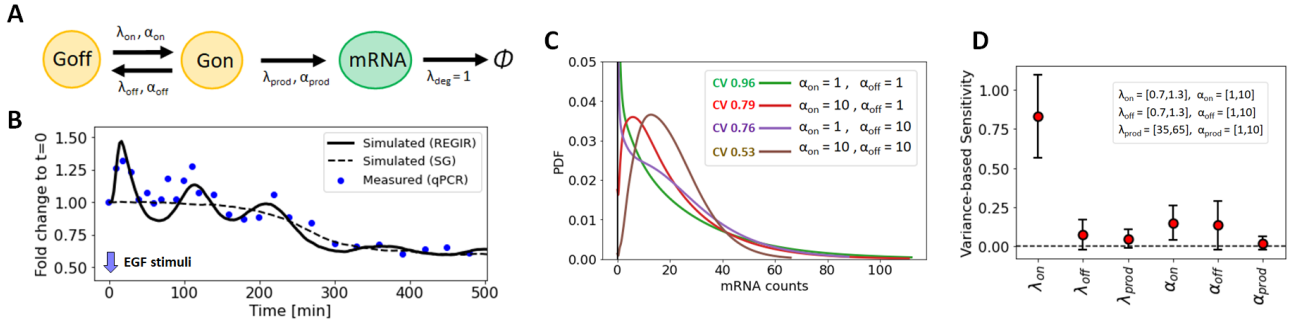 A
Goff
λon , αon
Gon
λoff , αoff
λprod , αprod
mRNA
λdeg = 1
Φ
B
Fold change to t=0
1.50
1.25
1.00
0.75
0.50
Simulated (REGIR)
Simulated (SG)
Measured (qPCR)
EGF stimuli
0 100 200 300 400 500
Time [min]
C
PDF
0.05
0.04
0.03
0.02
0.01
0.00
CV 0.96 αon = 1 , αoff = 1
CV 0.79 αon = 10 , αoff = 1
CV 0.76 αon = 1 , αoff = 10
CV 0.53 αon = 10 , αoff = 10
0 20 40 60 80 100
mRNA counts
D
Variance-based Sensitivity
1.00
0.75
0.50
0.25
0.00
λon = [0.7,1.3], αon = [1,10]
λoff = [0.7,1.3], αoff = [1,10]
λprod = [35,65], αprod = [1,10]
λon λoff λprod αon αoff αprod